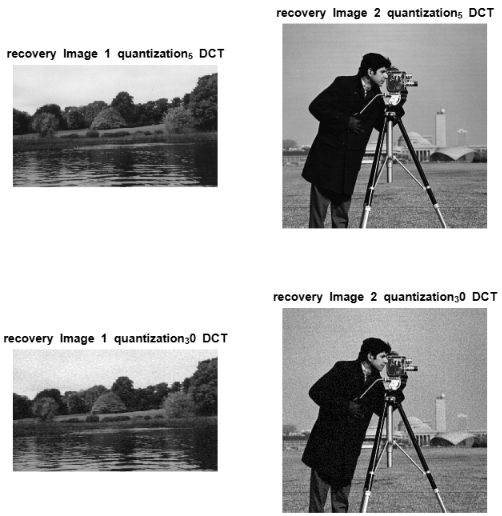 recovery Image 1 quantization₅ DCT
recovery Image 2 quantization₅ DCT
recovery Image 1 quantization₃0 DCT
recovery Image 2 quantization₃0 DCT